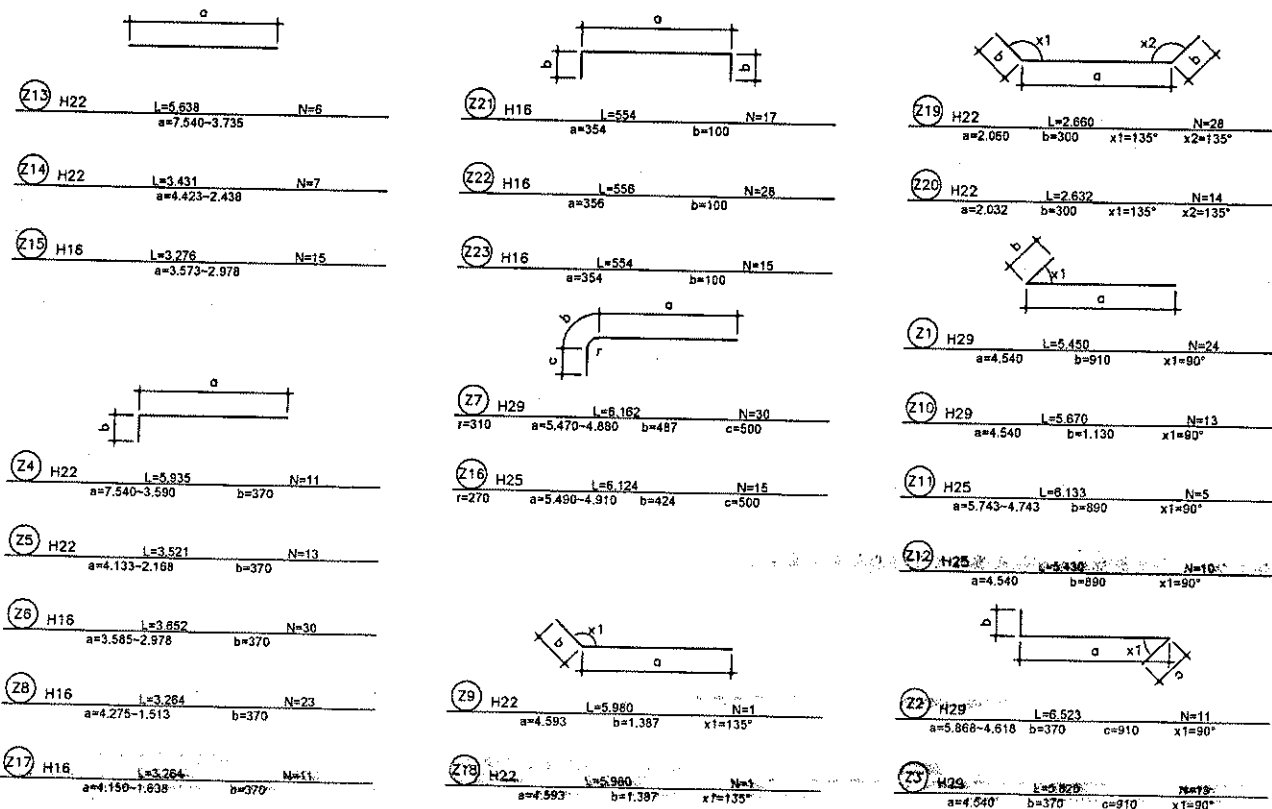 a
Z13 H22 L=5.638 N=6
a=7.540~3.735
Z14 H22 L=3.431 N=7
a=4.423~2.438
Z15 H16 L=3.276 N=15
a=3.573~2.978
a
b
Z4 H22 L=5.935 N=11
a=7.540~3.590 b=370
Z5 H22 L=3.521 N=13
a=4.133~2.168 b=370
Z6 H16 L=3.652 N=30
a=3.585~2.978 b=370
Z8 H16 L=3.264 N=23
a=4.275~1.513 b=370
Z17 H16 L=3.264 N=11
a=4.150~1.638 b=370
a
b b
Z21 H16 L=554 N=17
a=354 b=100
Z22 H16 L=556 N=28
a=356 b=100
Z23 H16 L=554 N=15
a=354 b=100
a
b
c r
Z7 H29 L=6.162 N=30
r=310 a=5.470~4.880 b=487 c=500
Z16 H25 L=6.124 N=15
r=270 a=5.490~4.910 b=424 c=500
b x1
a
Z9 H22 L=5.980 N=1
a=4.593 b=1.387 x1=135°
Z18 H22 L=5.980 N=1
a=4.593 b=1.387 x1=135°
b x1 x2 b
a
Z19 H22 L=2.660 N=28
a=2.060 b=300 x1=135° x2=135°
Z20 H22 L=2.632 N=14
a=2.032 b=300 x1=135° x2=135°
b
x1
a
Z1 H29 L=5.450 N=24
a=4.540 b=910 x1=90°
Z10 H29 L=5.670 N=13
a=4.540 b=1.130 x1=90°
Z11 H25 L=6.133 N=5
a=5.743~4.743 b=890 x1=90°
Z12 H25 L=5.430 N=10
a=4.540 b=890 x1=90°
b
a x1 c
Z2 H29 L=6.523 N=11
a=5.868~4.618 b=370 c=910 x1=90°
Z3 H29 L=5.820
a=4.540 b=370 c=910 x1=90°